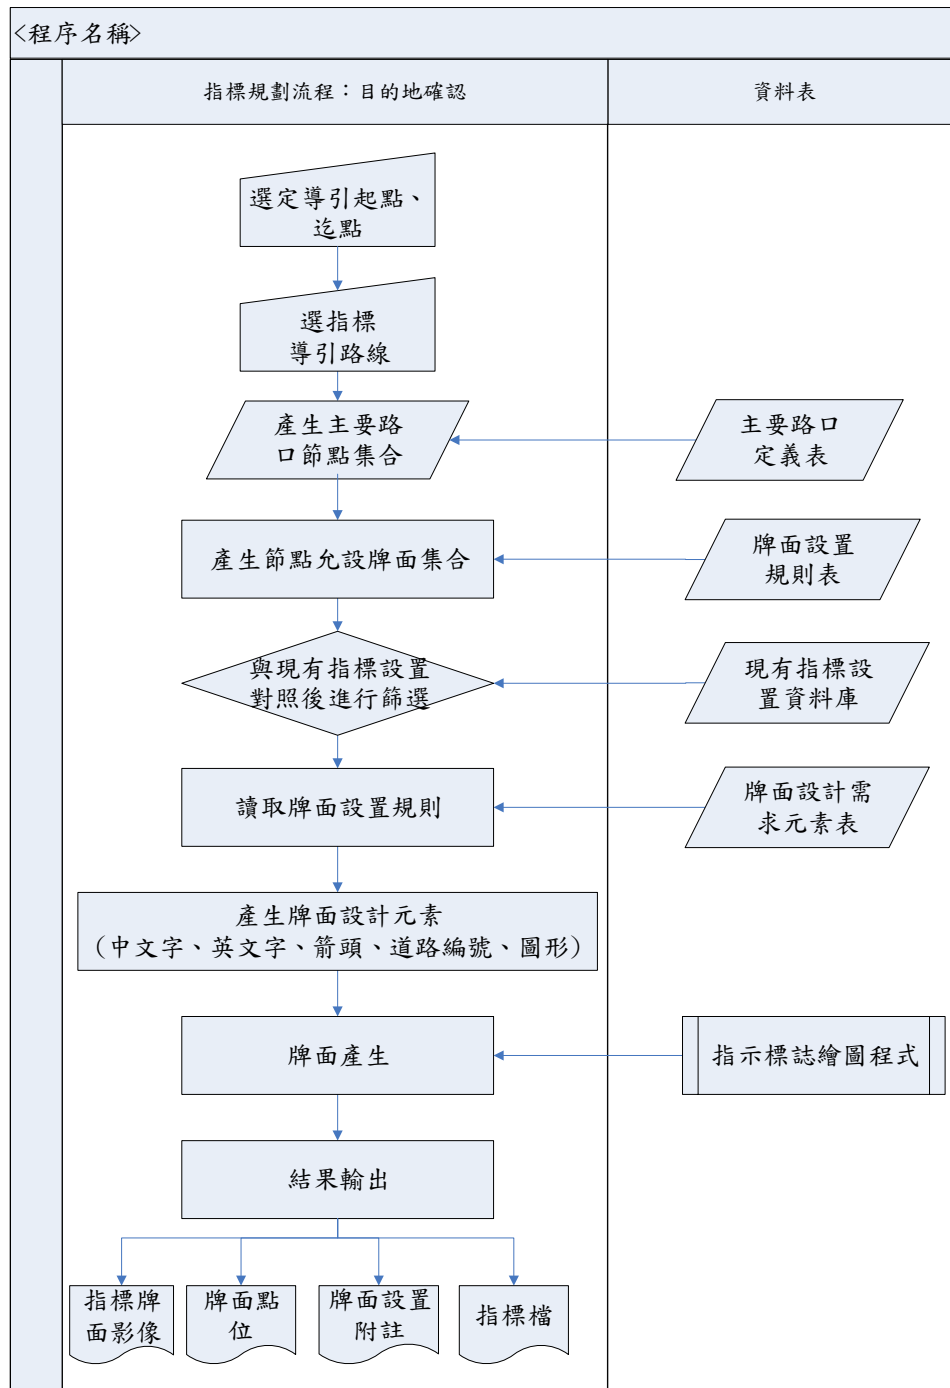 <程序名稱>
指標規劃流程：目的地確認
資料表
選定導引起點、
迄點
選指標
導引路線
產生主要路
口節點集合
主要路口
定義表
產生節點允設牌面集合
牌面設置
規則表
與現有指標設置
對照後進行篩選
現有指標設
置資料庫
讀取牌面設置規則
牌面設計需
求元素表
產生牌面設計元素
（中文字、英文字、箭頭、道路編號、圖形）
牌面產生
指示標誌繪圖程式
結果輸出
指標牌
面影像
牌面點
位
牌面設置
附註
指標檔